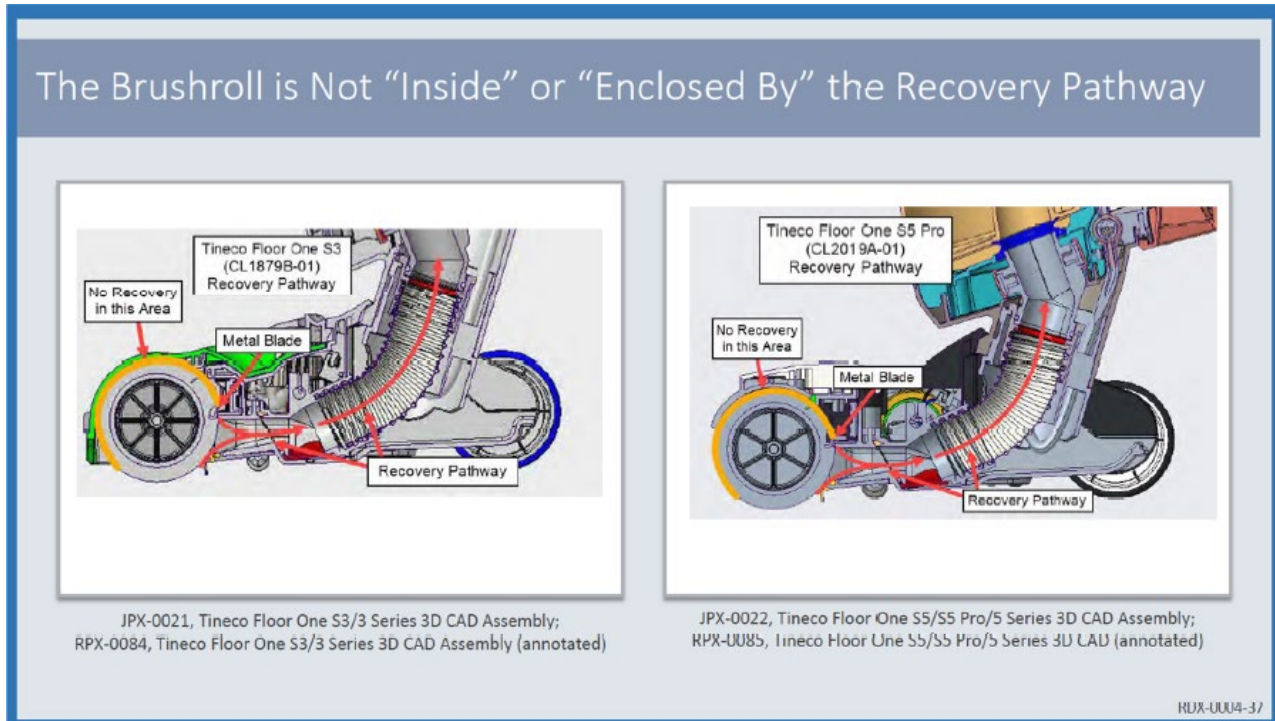 The Brushroll is Not “Inside” or “Enclosed By” the Recovery Pathway
Tineco Floor One S3
(CL1879B-01)
Recovery Pathway
No Recovery
in this Area
Metal Blade
Recovery Pathway
JPX-0021, Tineco Floor One S3/3 Series 3D CAD Assembly;
RPX-0084, Tineco Floor One S3/3 Series 3D CAD Assembly (annotated)
Tineco Floor One S5 Pro
(CL2019A-01)
Recovery Pathway
No Recovery
in this Area
Metal Blade
Recovery Pathway
JPX-0022, Tineco Floor One S5/S5 Pro/5 Series 3D CAD Assembly;
RPX-0085, Tineco Floor One S5/S5 Pro/5 Series 3D CAD (annotated)
RDX-0004-37